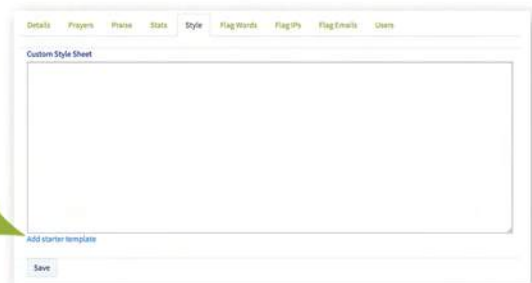 Details Prayers Praise Stats Style Flag Words Flag IPs Flag Emails Users
Custom Style Sheet
Add starter template
Save